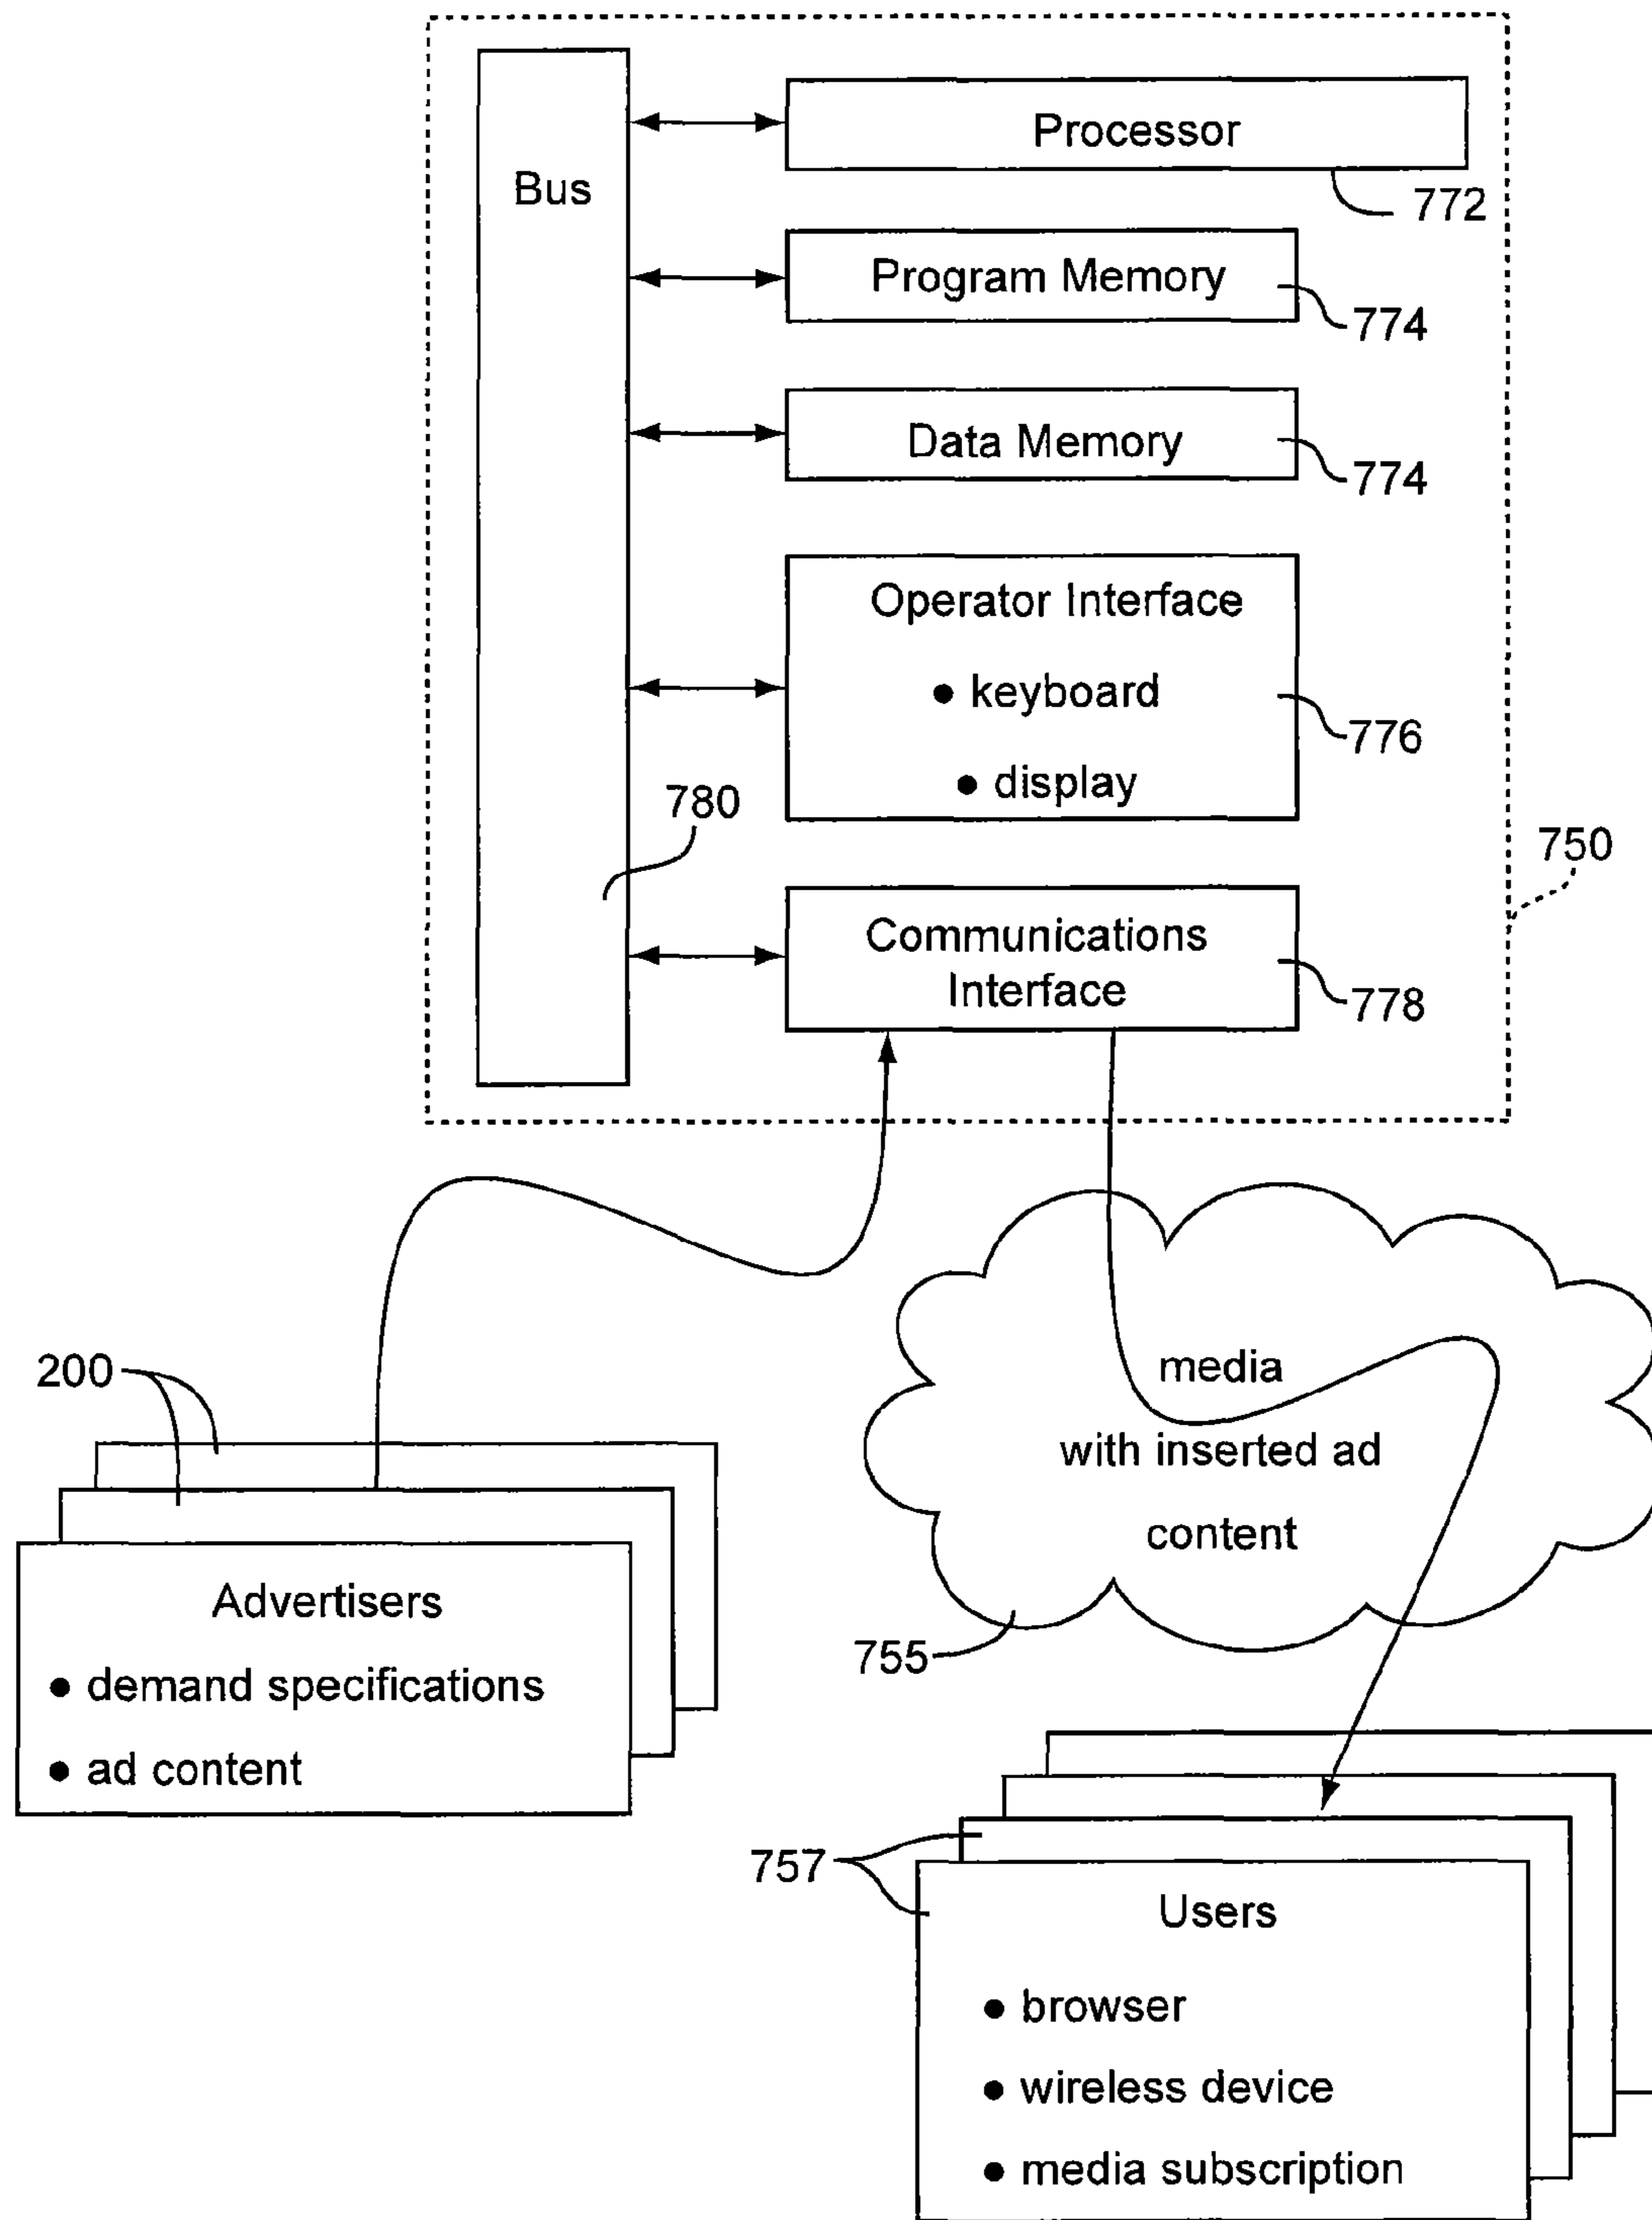 Processor
Bus
772
Program Memory
774
Data Memory
774
Operator Interface
● keyboard
776
● display
780
750
Communications
Interface
778
media
200
with inserted ad
content
Advertisers
755
● demand specifications
● ad content
757
Users
● browser
● wireless device
● media subscription